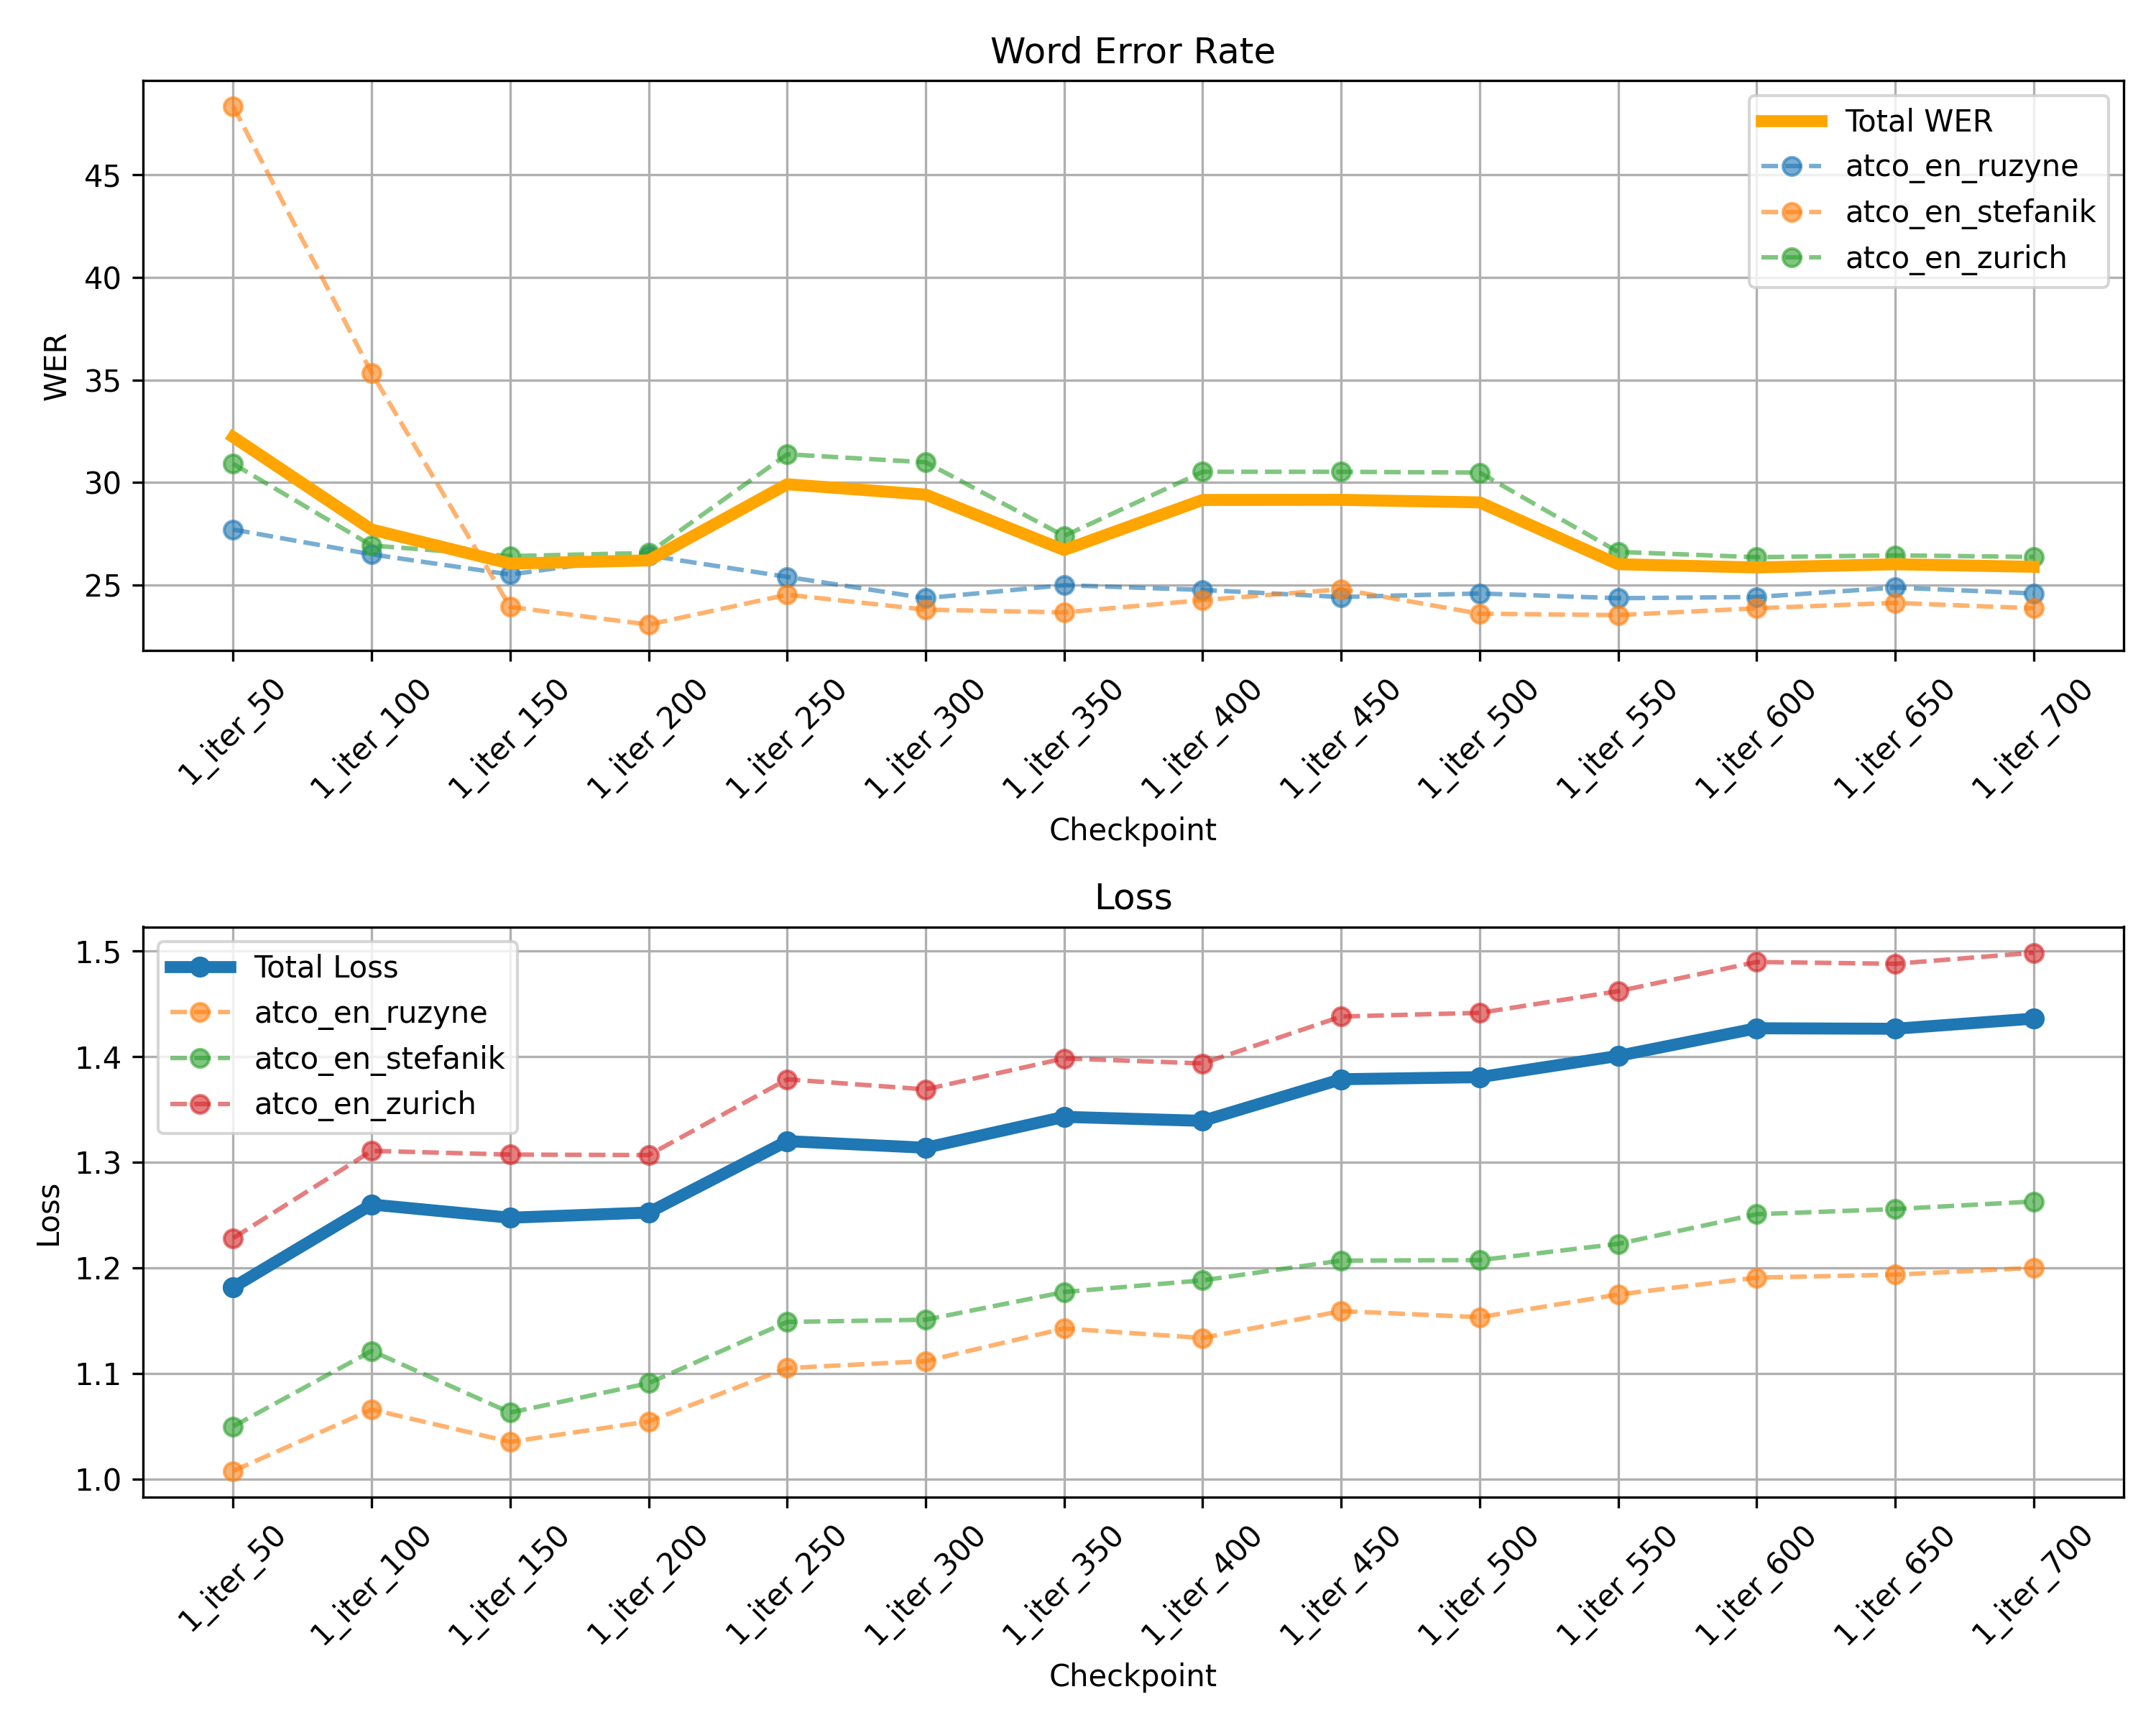 Word Error Rate
WER
45
40
35
30
25
Total WER
atco_en_ruzyne
atco_en_stefanik
atco_en_zurich
1_iter_50
1_iter_100
1_iter_150
1_iter_200
1_iter_250
1_iter_300
1_iter_350
1_iter_400
1_iter_450
1_iter_500
1_iter_550
1_iter_600
1_iter_650
1_iter_700
Checkpoint
Loss
Loss
1.5
1.4
1.3
1.2
1.1
1.0
Total Loss
atco_en_ruzyne
atco_en_stefanik
atco_en_zurich
1_iter_50
1_iter_100
1_iter_150
1_iter_200
1_iter_250
1_iter_300
1_iter_350
1_iter_400
1_iter_450
1_iter_500
1_iter_550
1_iter_600
1_iter_650
1_iter_700
Checkpoint